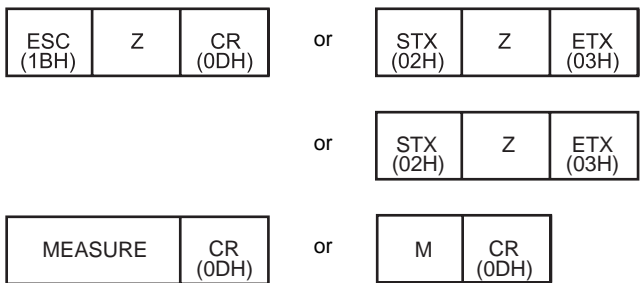 ESC Z CR or STX Z ETX
(1BH) (0DH) (02H) (03H)
or STX Z ETX
(02H) (03H)
MEASURE CR or M CR
(0DH) (0DH)